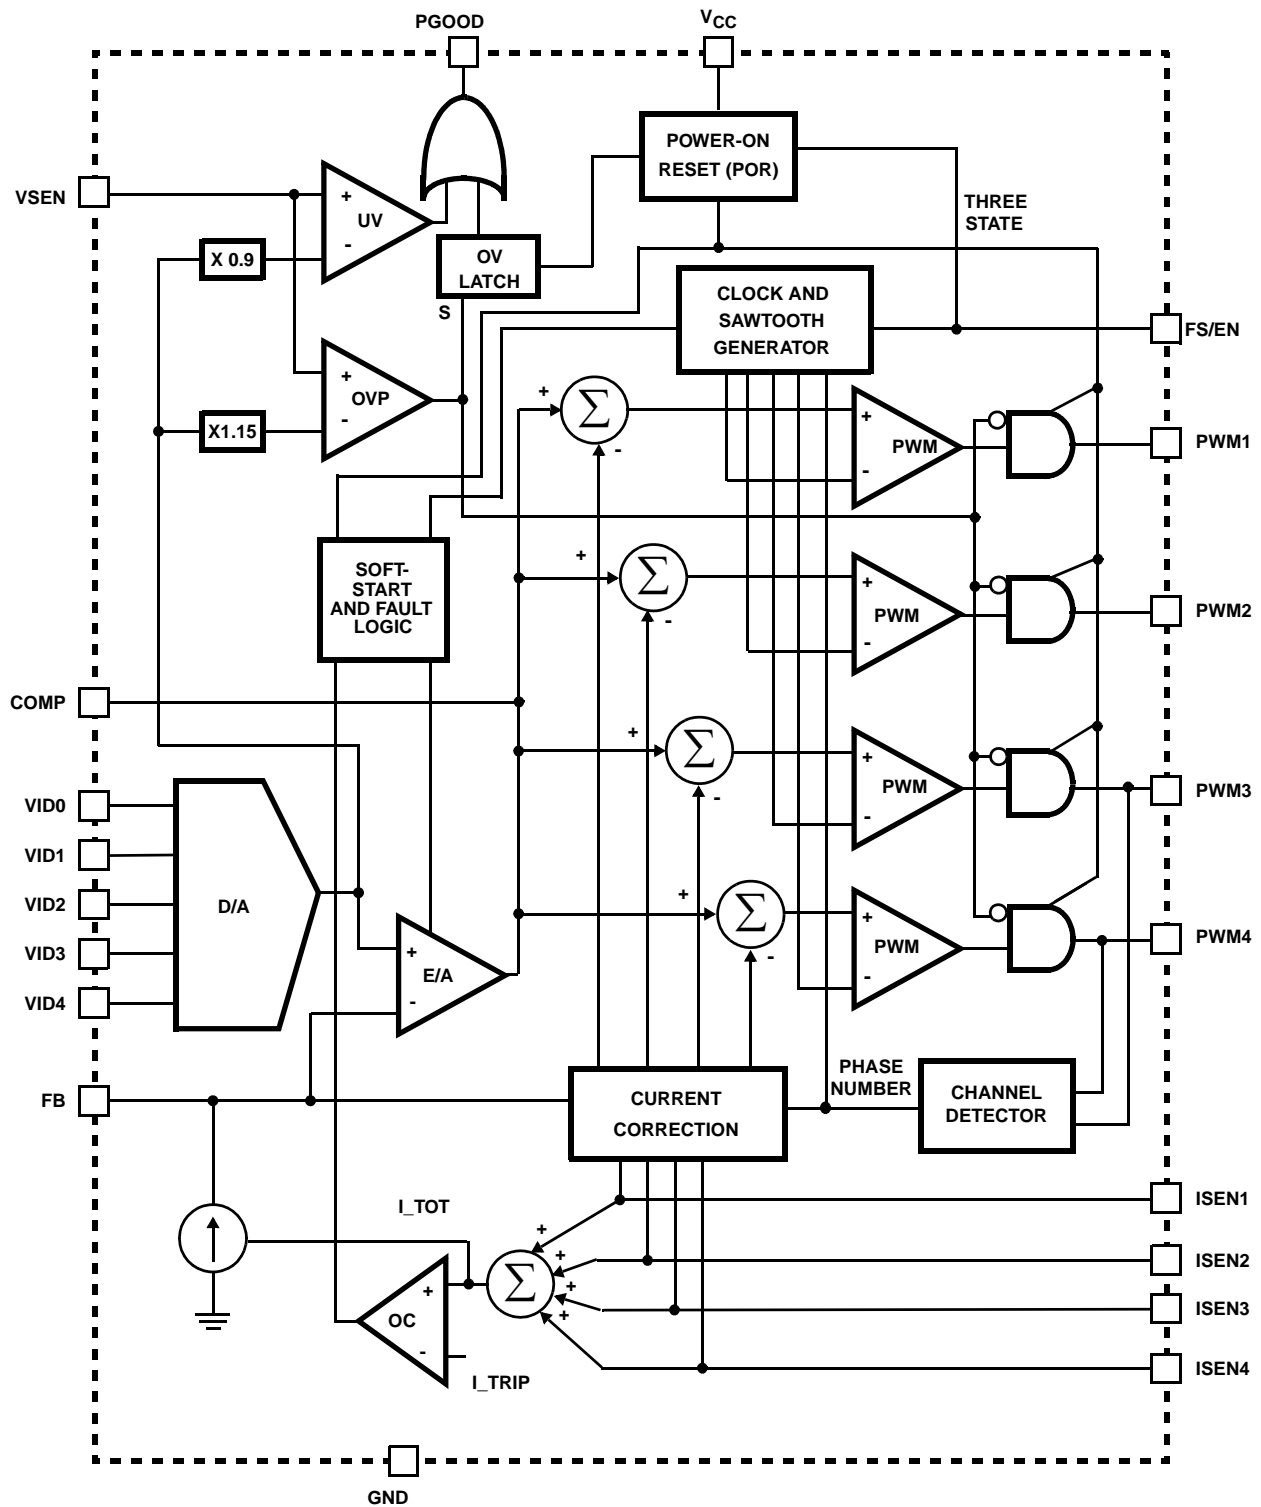 PGOOD
VCC
POWER-ON
RESET (POR)
VSEN
+
UV
-
THREE
STATE
X 0.9
OV
LATCH
S
CLOCK AND
SAWTOOTH
GENERATOR
FS/EN
+
OVP
-
X1.15
+
Σ
-
+
PWM
-
PWM1
SOFT-
START
AND FAULT
LOGIC
+
Σ
-
+
PWM
-
PWM2
COMP
+
Σ
-
+
PWM
-
PWM3
VID0
VID1
VID2
VID3
VID4
D/A
+
E/A
-
+
Σ
-
+
PWM
-
PWM4
FB
CURRENT
CORRECTION
PHASE
NUMBER
CHANNEL
DETECTOR
I_TOT
+
+
+
+
Σ
ISEN1
ISEN2
ISEN3
ISEN4
+
OC
-
I_TRIP
GND